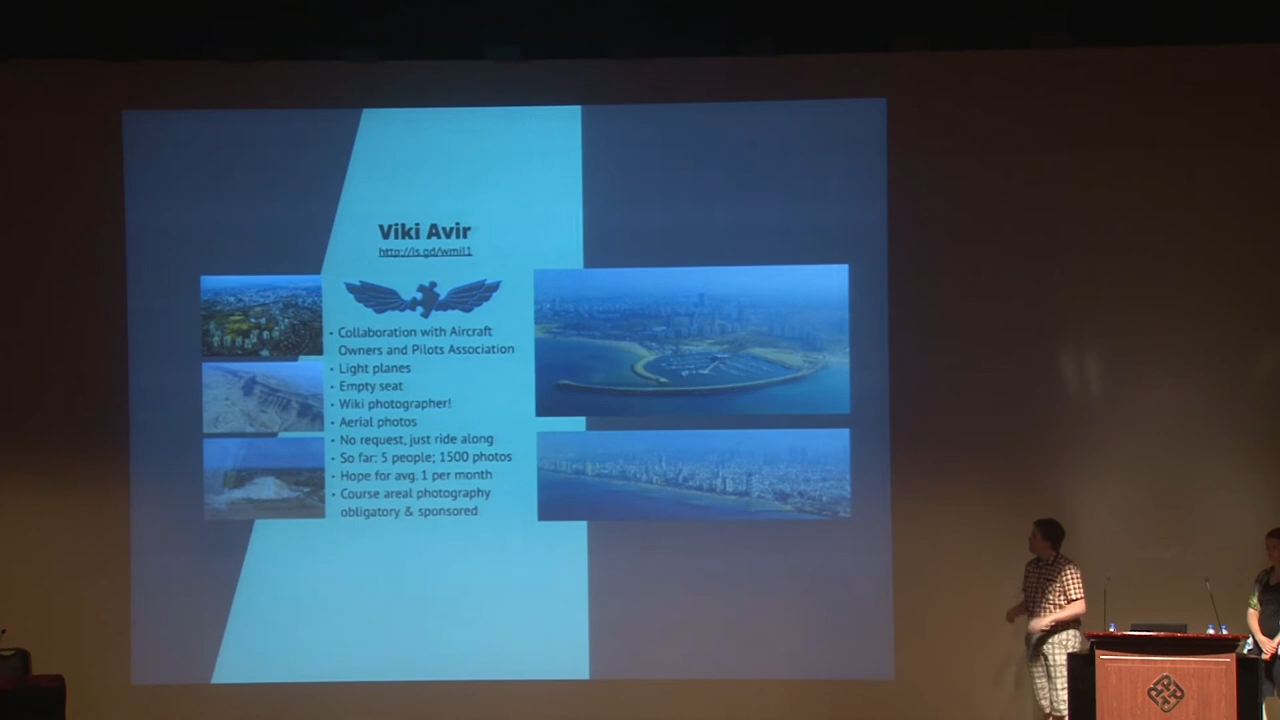 Viki Avir
http://is.gd/wmil1
• Collaboration with Aircraft
Owners and Pilots Association
• Light planes
• Empty seat
• Wiki photographer!
• Aerial photos
• No request, just ride along
• So far: 5 people; 1500 photos
• Hope for avg. 1 per month
• Course areal photography
obligatory & sponsored